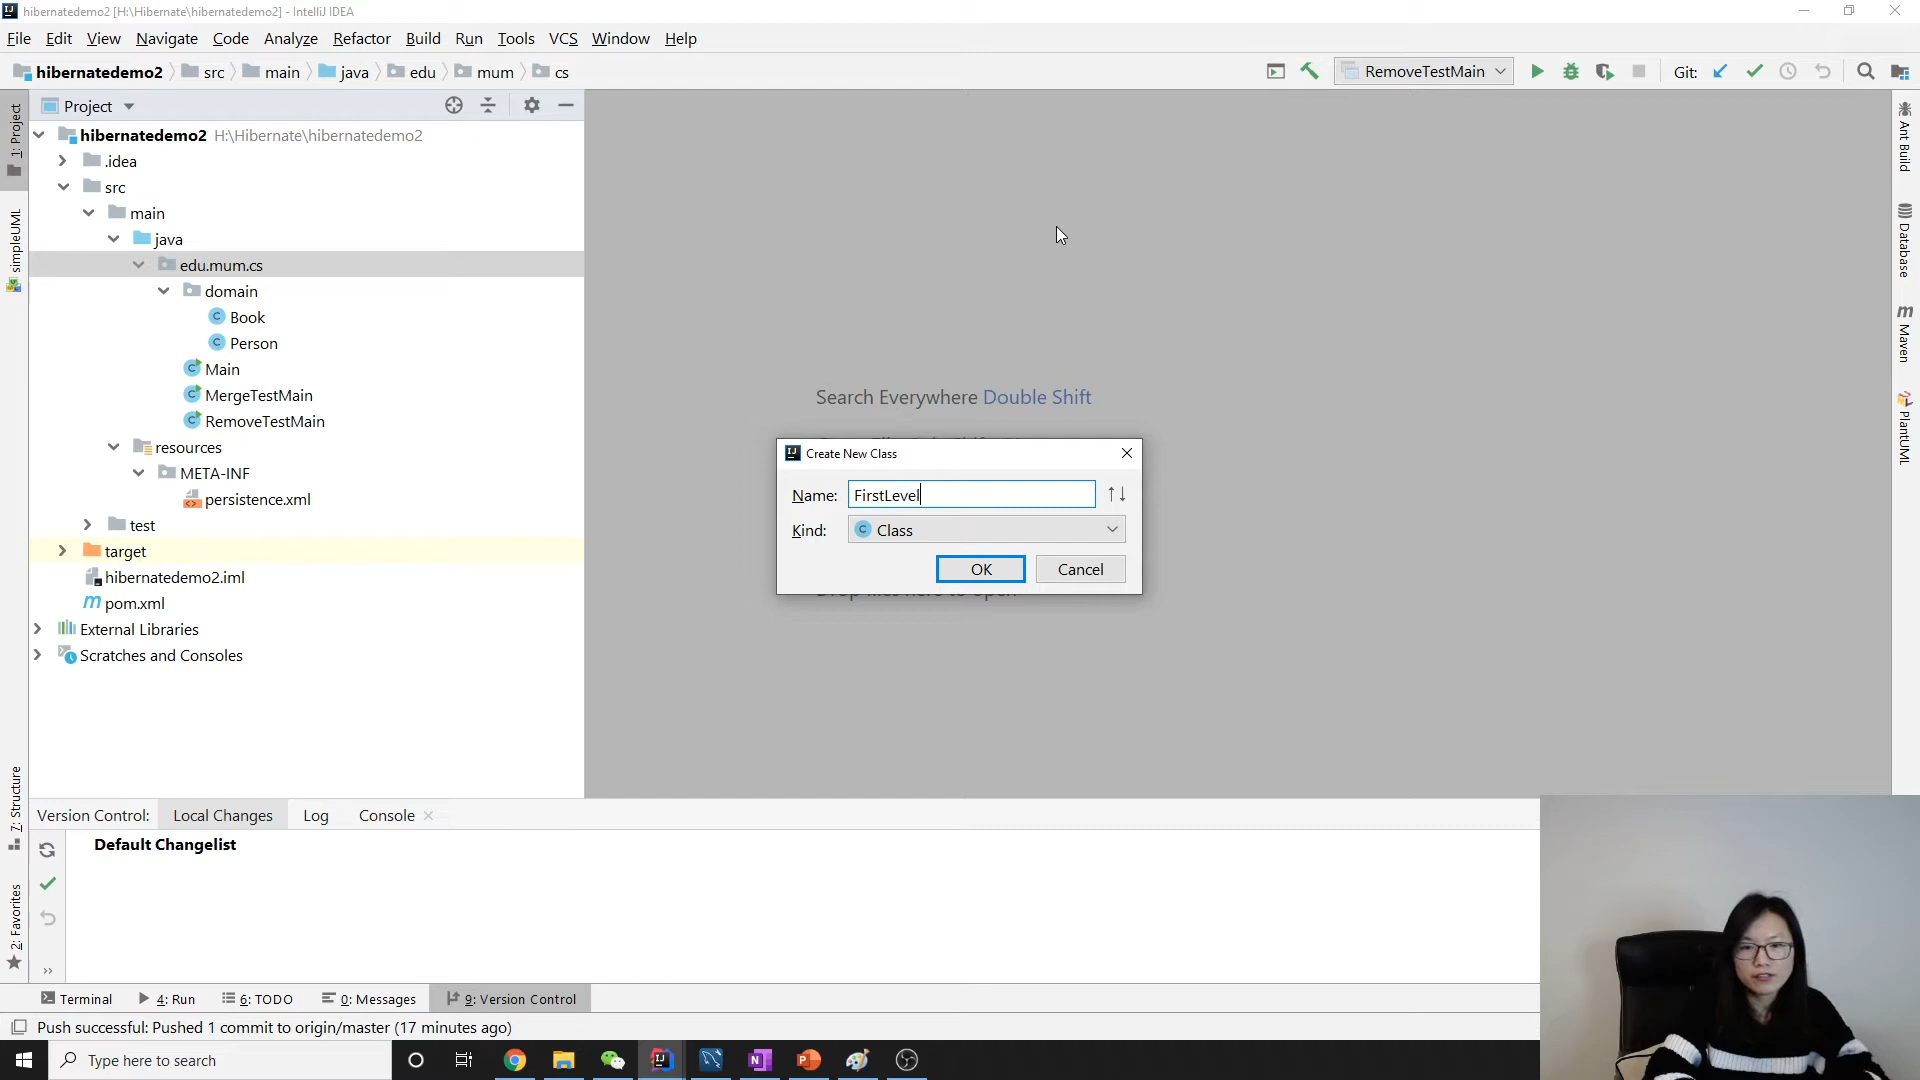 hibernatedemo2 [H:\Hibernate\hibernatedemo2] - IntelliJ IDEA
File Edit View Navigate Code Analyze Refactor Build Run Tools VCS Window Help
hibernatedemo2 src main java edu mum cs RemoveTestMain Git:
Project
hibernatedemo2 H:\Hibernate\hibernatedemo2
.idea
src
main
java
edu.mum.cs
domain
Book
Person
Main
MergeTestMain
RemoveTestMain
resources
META-INF
persistence.xml
test
target
hibernatedemo2.iml
pom.xml
External Libraries
Scratches and Consoles
1: Project
simpleUML
7: Structure
2: Favorites
Search Everywhere Double Shift
Create New Class
Name: FirstLevel
Kind: Class
OK Cancel
Ant Build
Database
Maven
PlantUML
Version Control: Local Changes Log Console
Default Changelist
Terminal 4: Run 6: TODO 0: Messages 9: Version Control
Push successful: Pushed 1 commit to origin/master (17 minutes ago)
Type here to search